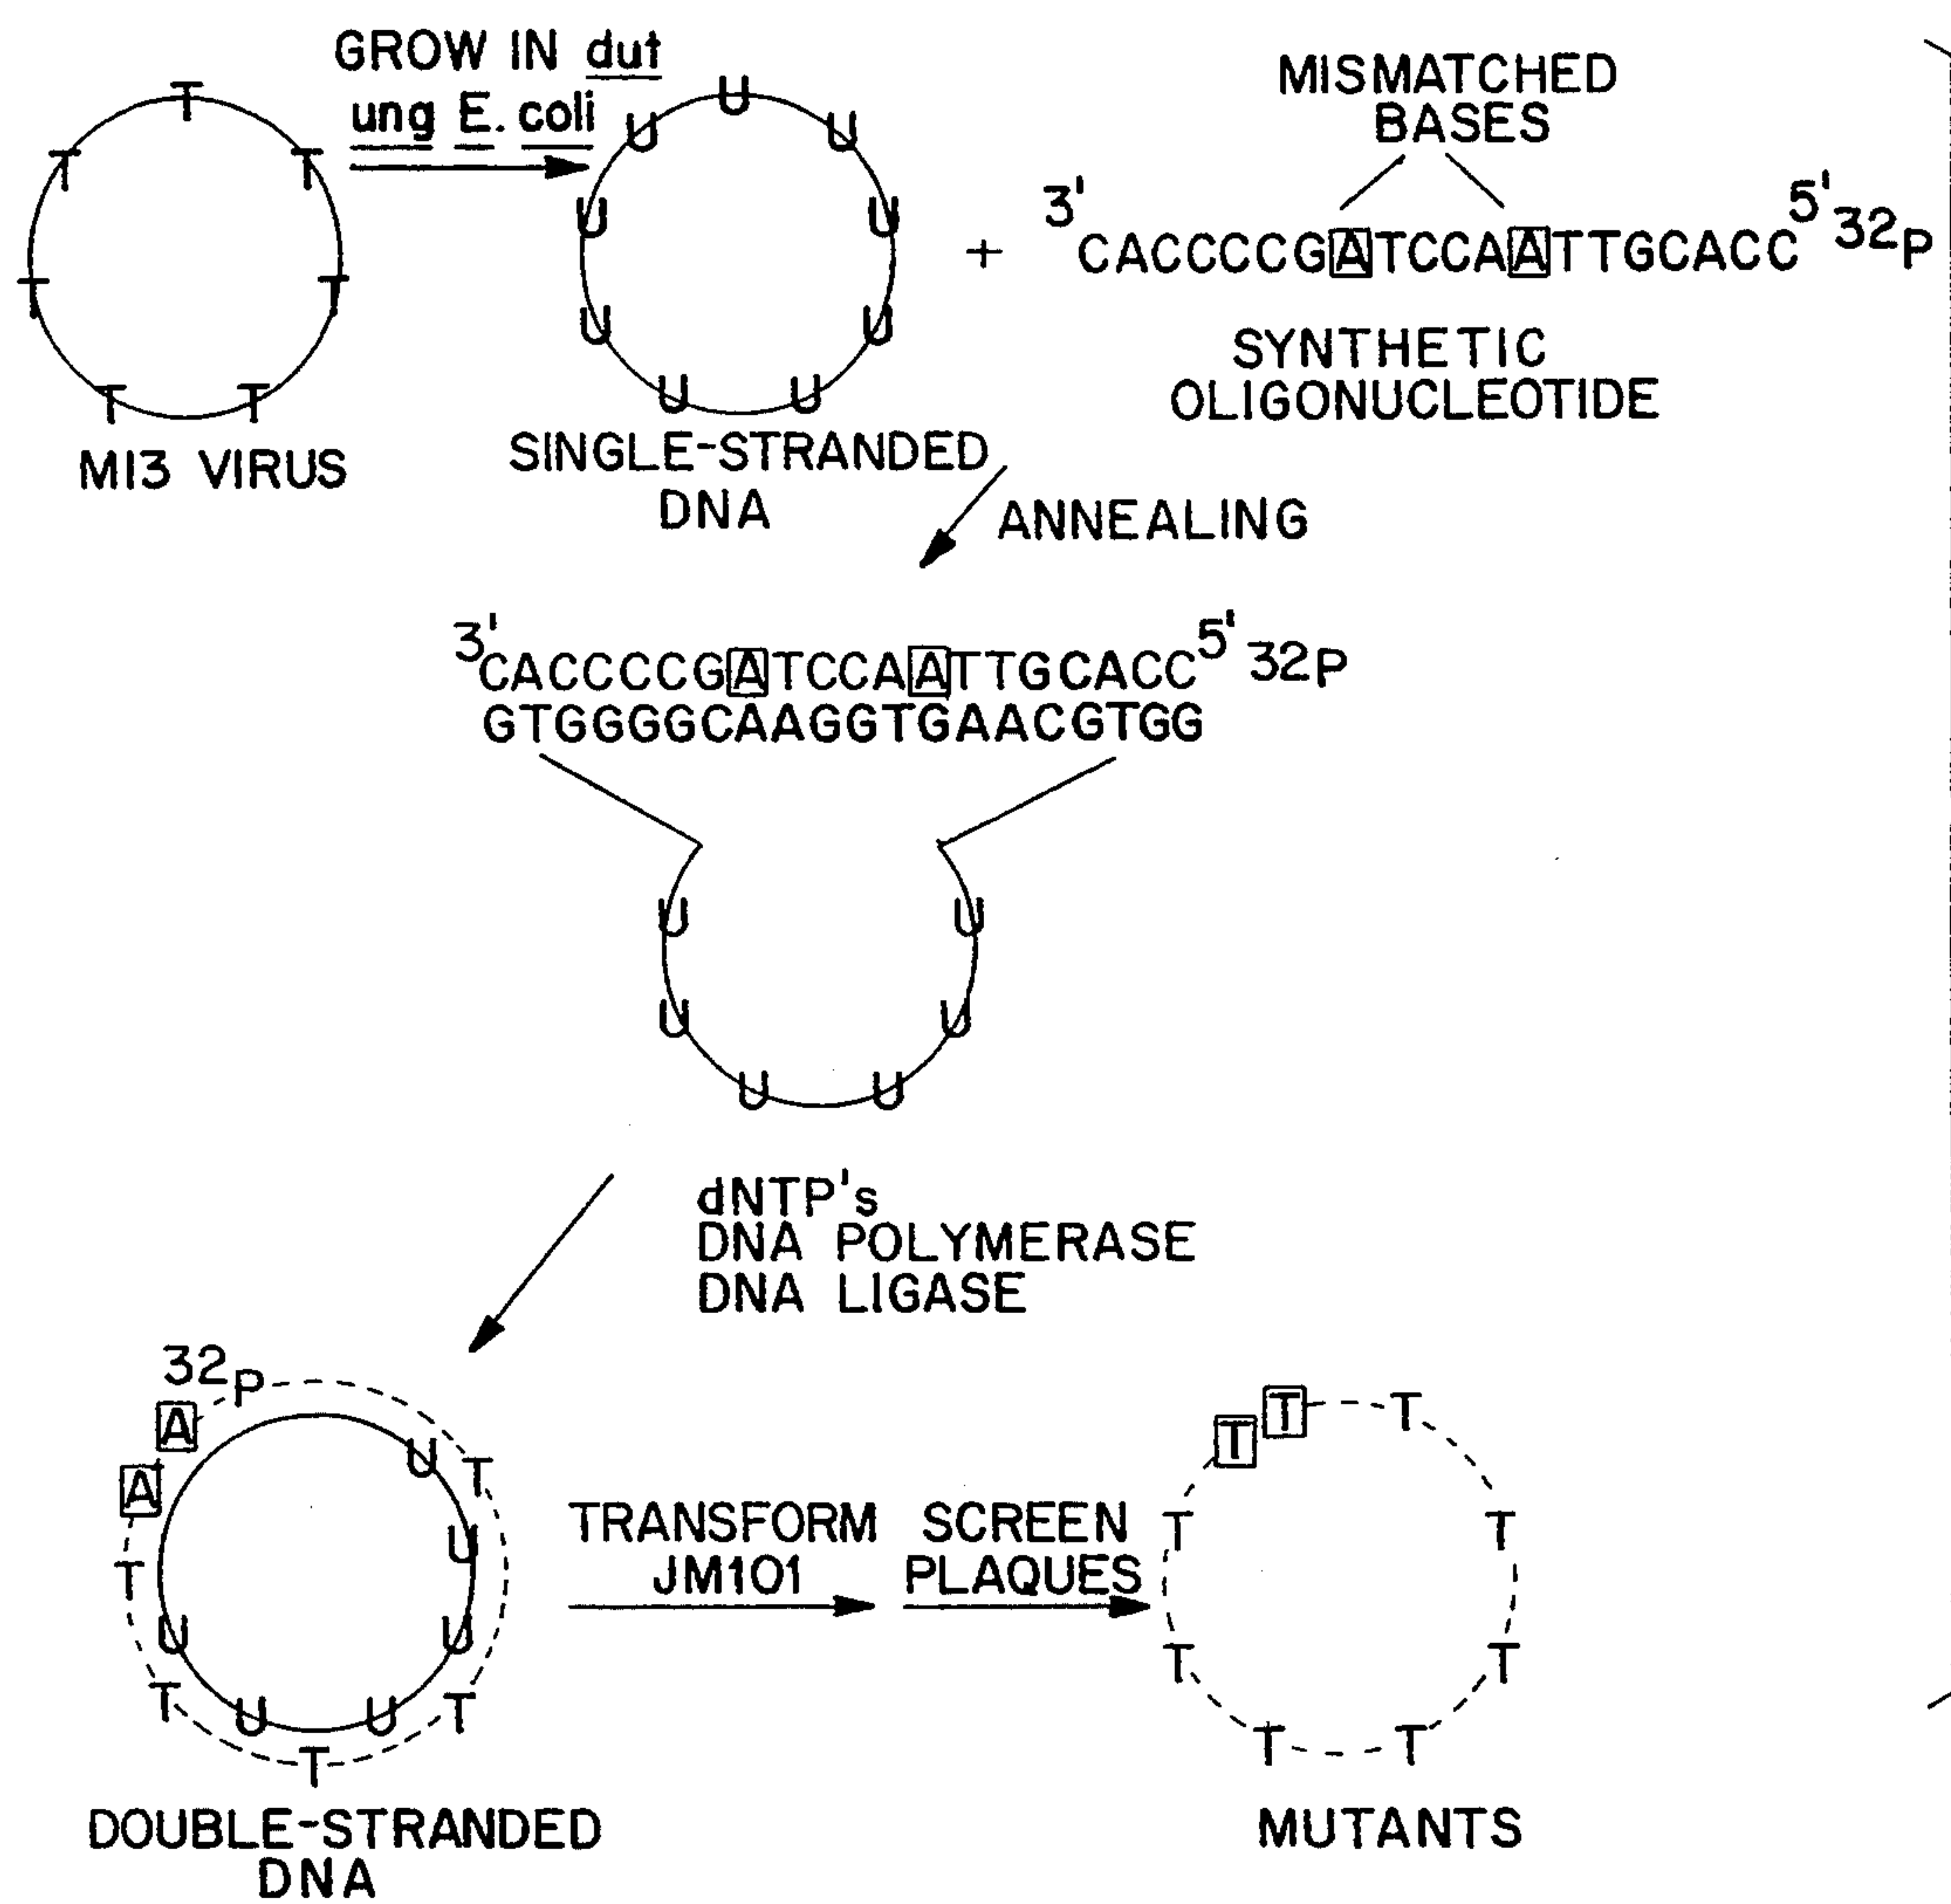 GROW IN dut
ung E. coli
T
T
T
T
T
T
T
M13 VIRUS
U
U
U
U
U
U
U
U
U
SINGLE-STRANDED
DNA
+
MISMATCHED
BASES
3' CACCCCGATCCAATTGCACC 5' 32P
SYNTHETIC
OLIGONUCLEOTIDE
ANNEALING
3' CACCCCGATCCAATTGCACC 5' 32P
GTGGGGCAAGGTGAACGTGG
U
U
U
U
U
U
dNTP's
DNA POLYMERASE
DNA LIGASE
32P
A
A
U
T
U
T
U
U
T
U
U
T
T
DOUBLE-STRANDED
DNA
TRANSFORM
JM101
SCREEN
PLAQUES
T
T
T
T
T
T
T
T
T
MUTANTS